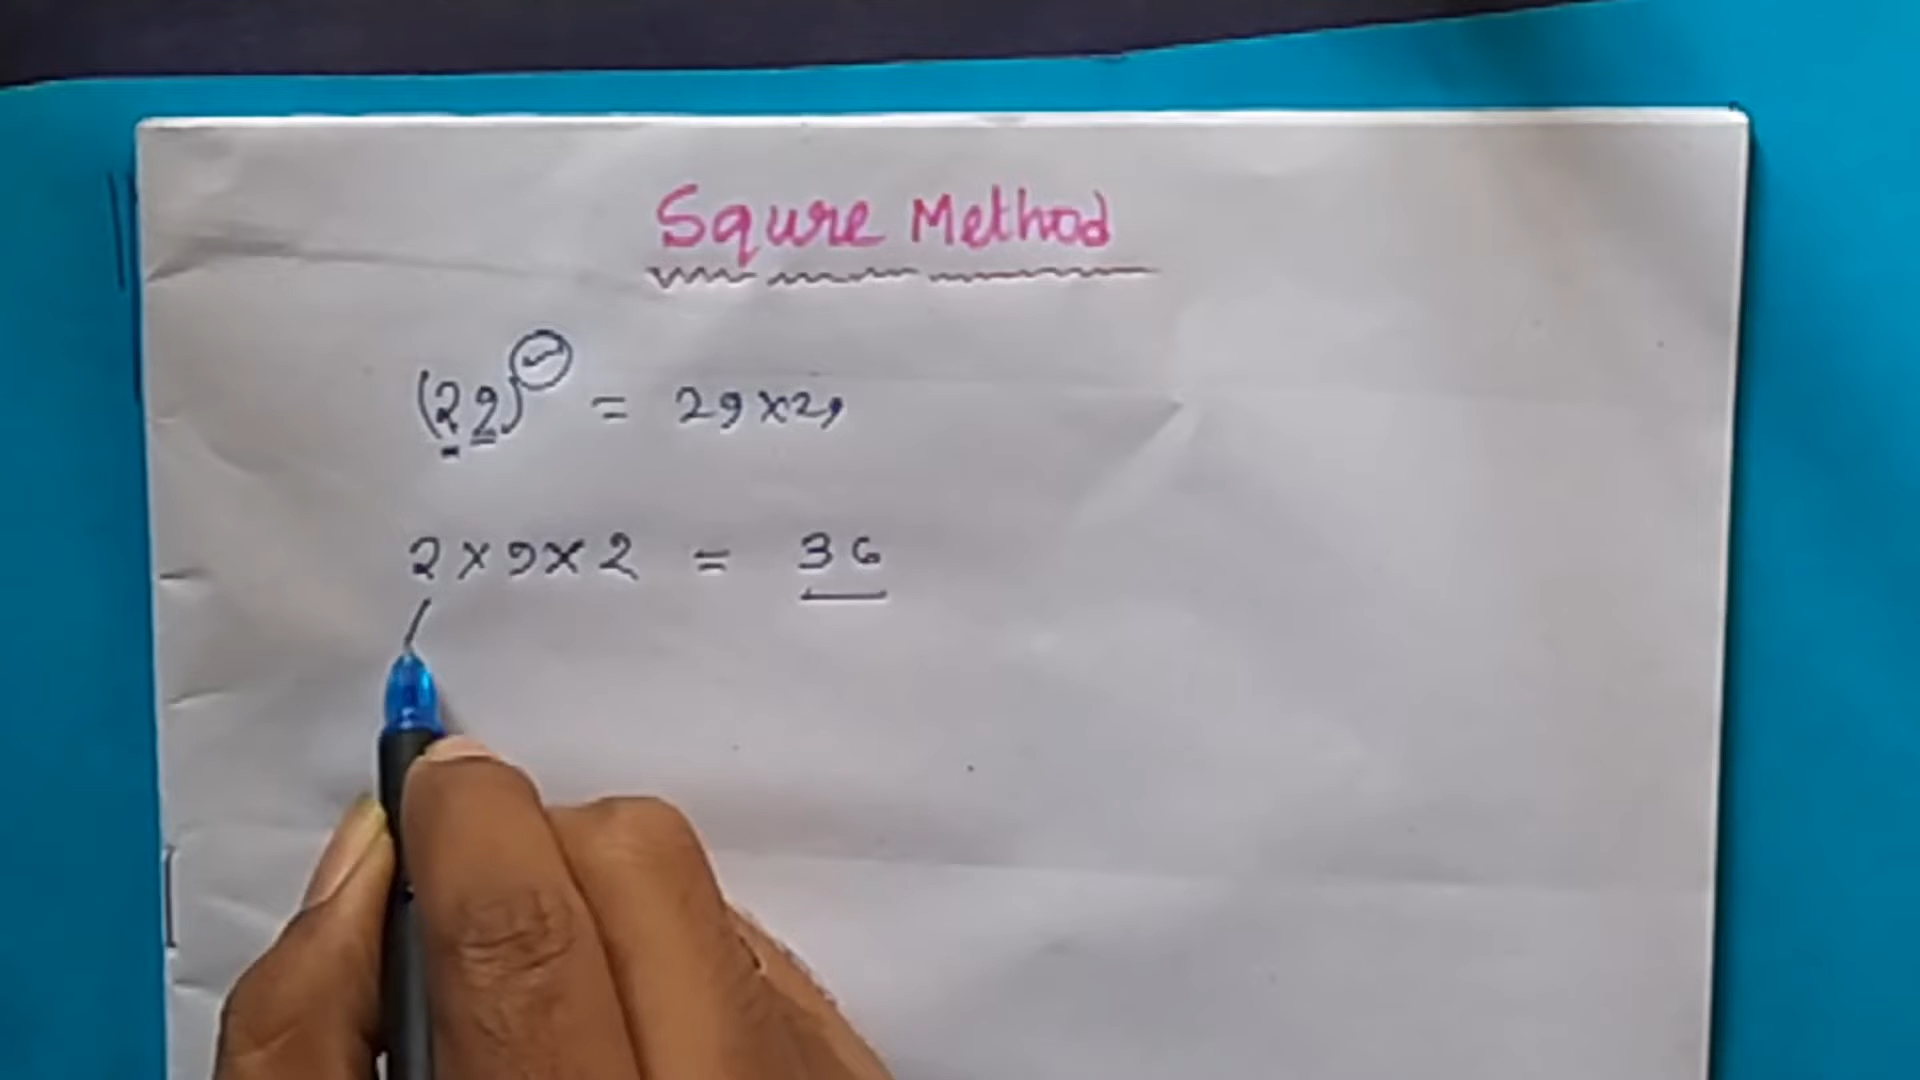 Squre Method
(29)² = 29×29
2×9×2 = 36
(